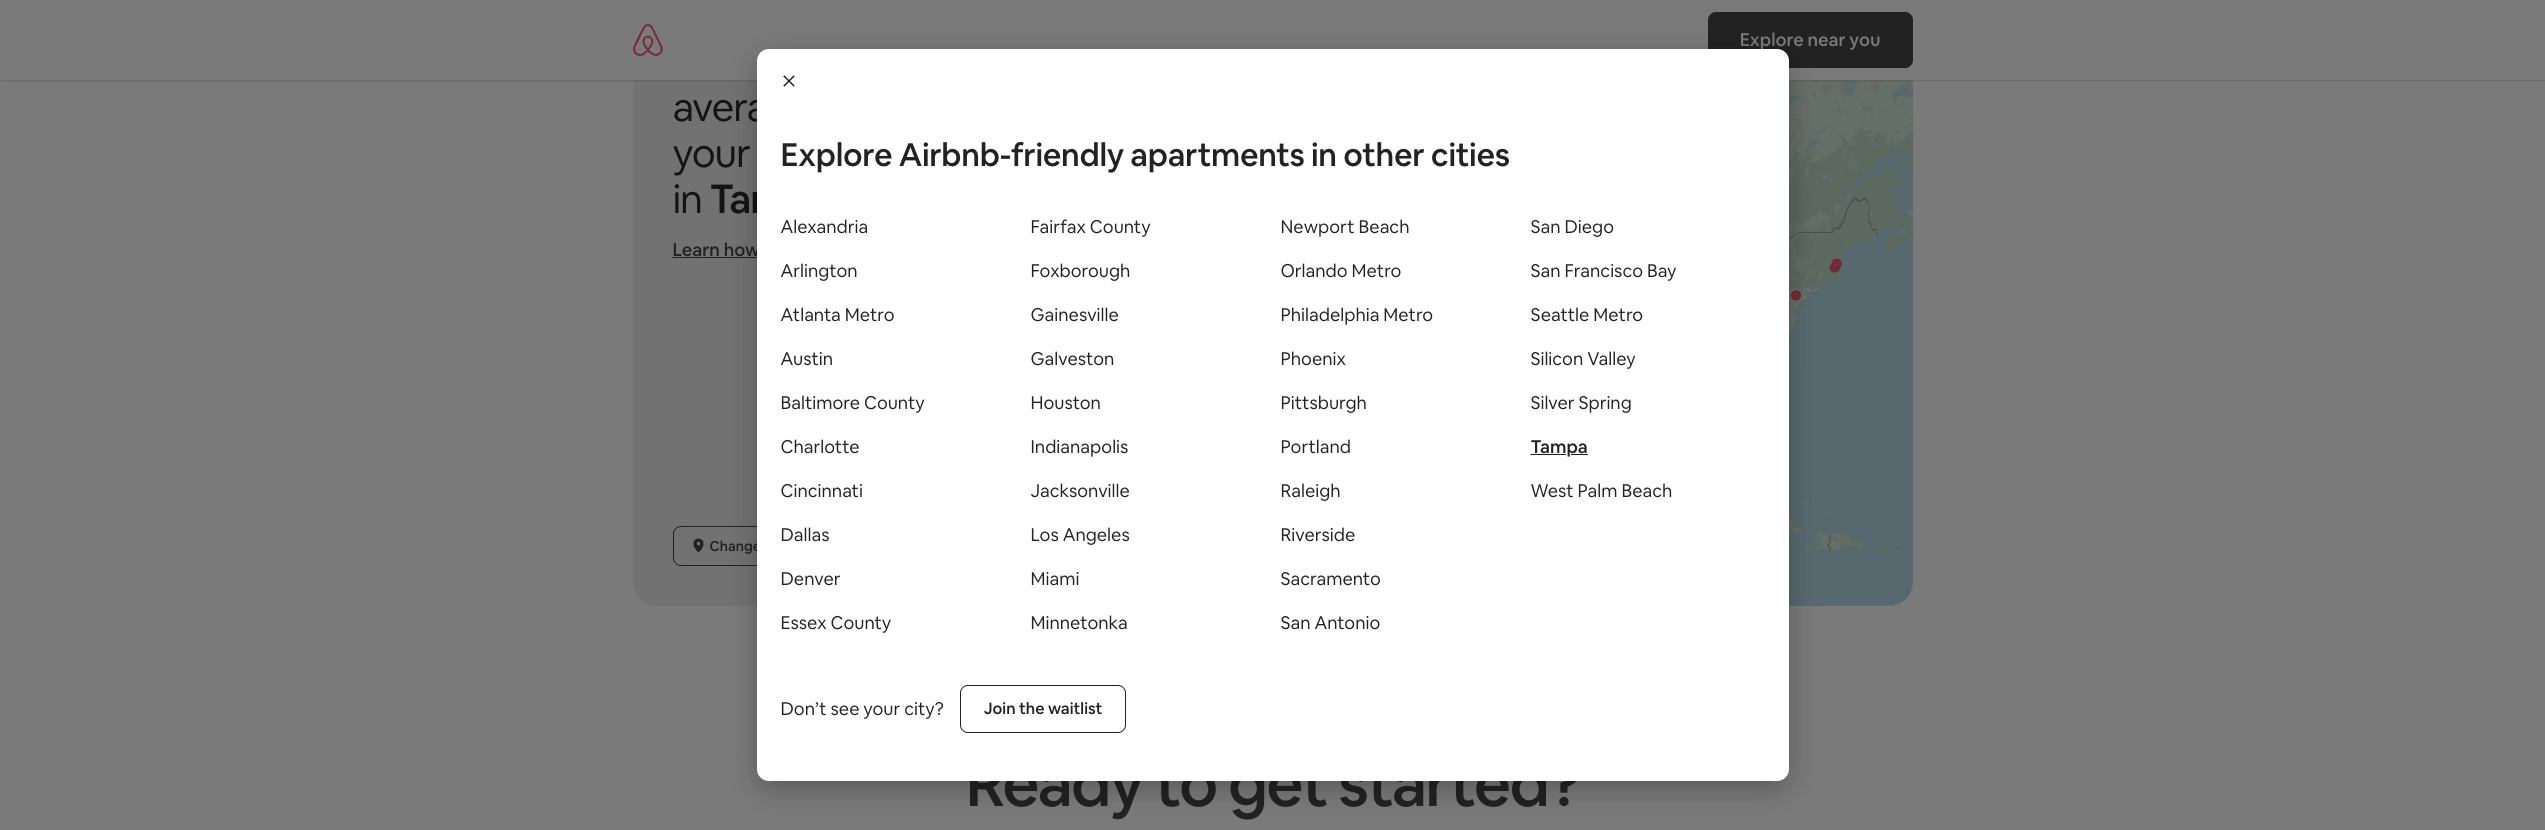 Explore near you
your
in
Learn how
Change
Explore Airbnb-friendly apartments in other cities
Alexandria
Arlington
Atlanta Metro
Austin
Baltimore County
Charlotte
Cincinnati
Dallas
Denver
Essex County
Fairfax County
Foxborough
Gainesville
Galveston
Houston
Indianapolis
Jacksonville
Los Angeles
Miami
Minnetonka
Newport Beach
Orlando Metro
Philadelphia Metro
Phoenix
Pittsburgh
Portland
Raleigh
Riverside
Sacramento
San Antonio
San Diego
San Francisco Bay
Seattle Metro
Silicon Valley
Silver Spring
Tampa
West Palm Beach
Don’t see your city?
Join the waitlist
Ready to get started?